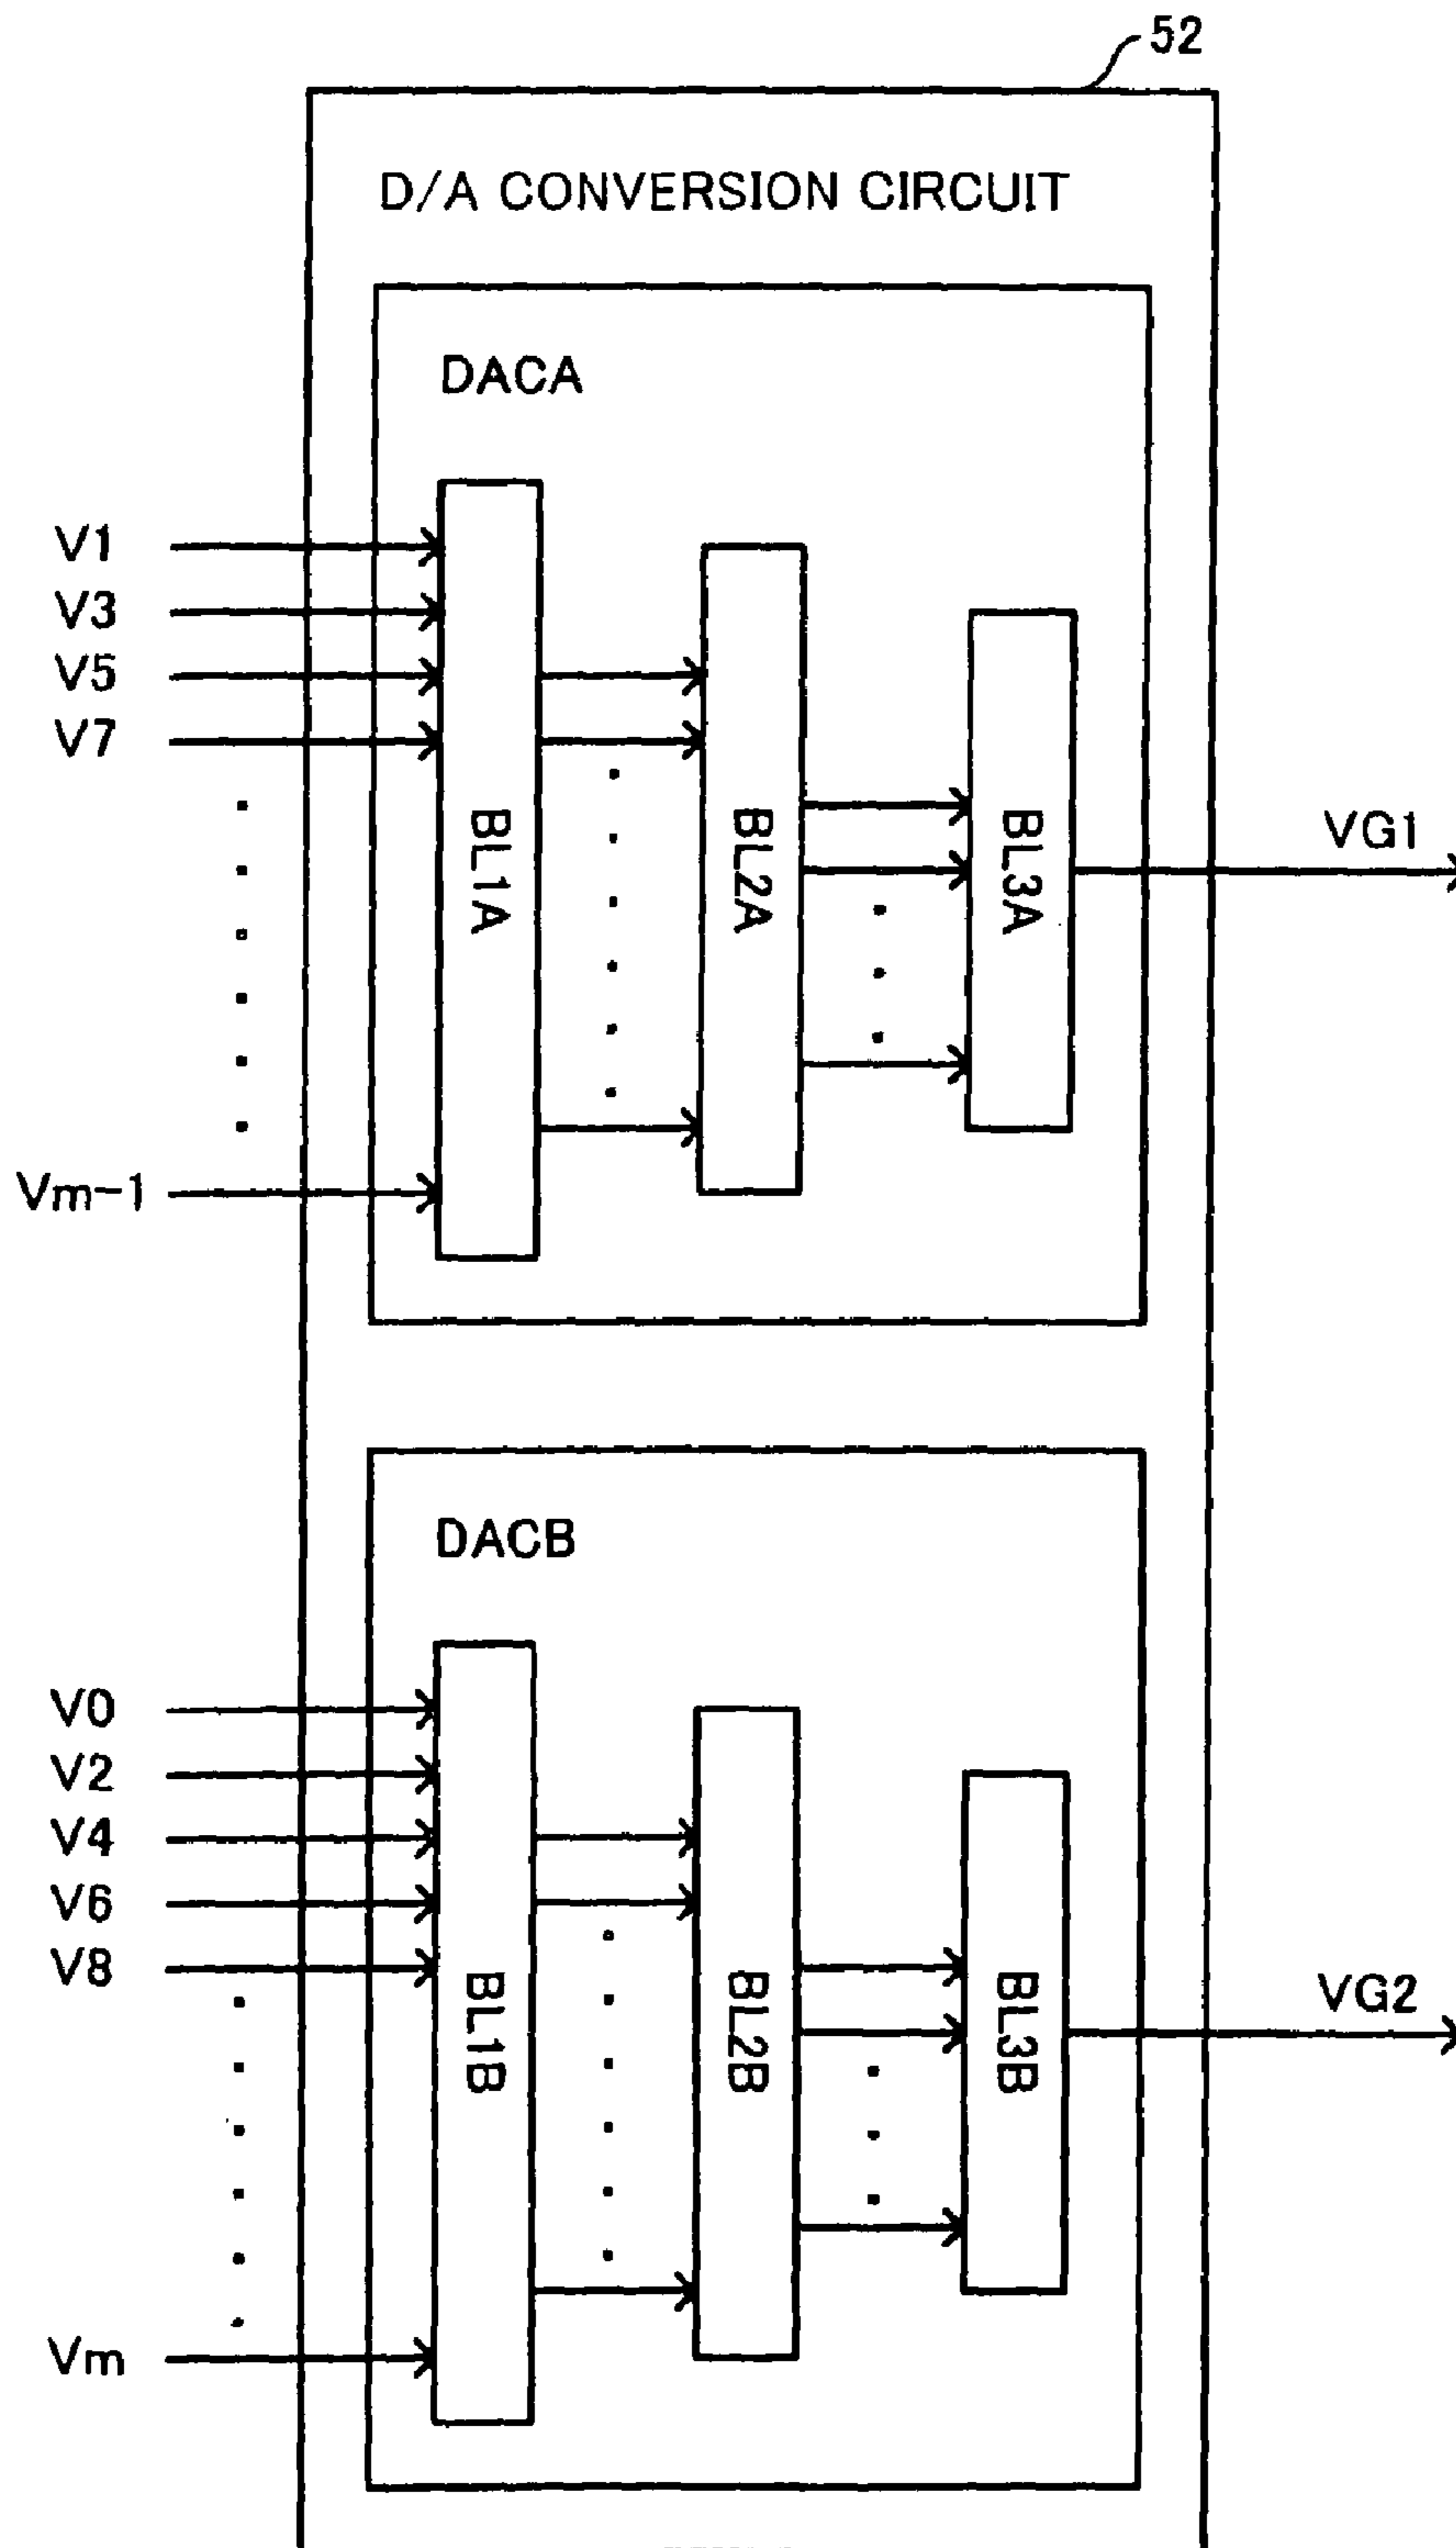 52
D/A CONVERSION CIRCUIT
DACA
V1
V3
V5
V7
Vm-1
BL1A
BL2A
BL3A
VG1
DACB
V0
V2
V4
V6
V8
Vm
BL1B
BL2B
BL3B
VG2